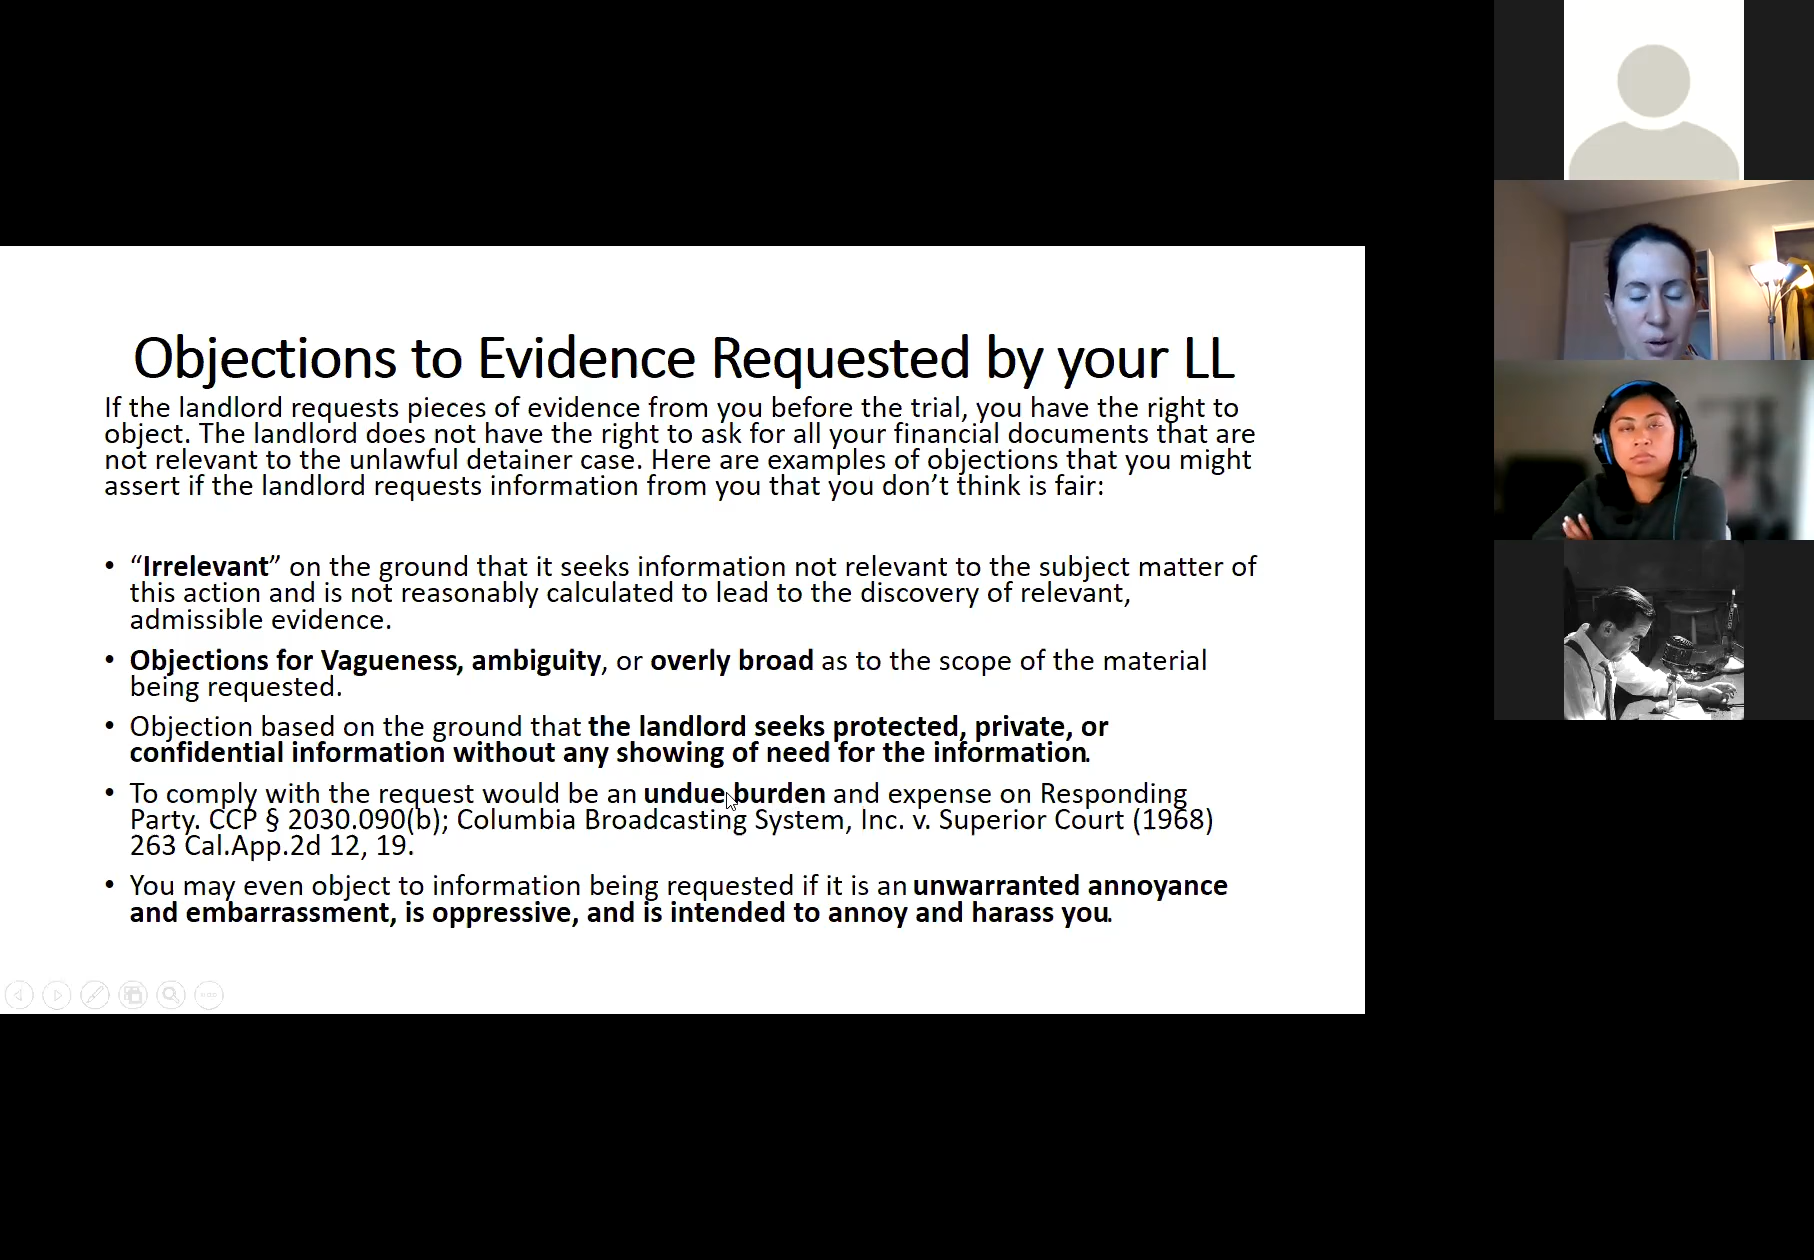 Objections to Evidence Requested by your LL
If the landlord requests pieces of evidence from you before the trial, you have the right to
object. The landlord does not have the right to ask for all your financial documents that are
not relevant to the unlawful detainer case. Here are examples of objections that you might
assert if the landlord requests information from you that you don’t think is fair:
• “Irrelevant” on the ground that it seeks information not relevant to the subject matter of
this action and is not reasonably calculated to lead to the discovery of relevant,
admissible evidence.
• Objections for Vagueness, ambiguity, or overly broad as to the scope of the material
being requested.
• Objection based on the ground that the landlord seeks protected, private, or
confidential information without any showing of need for the information.
• To comply with the request would be an undue burden and expense on Responding
Party. CCP § 2030.090(b); Columbia Broadcasting System, Inc. v. Superior Court (1968)
263 Cal.App.2d 12, 19.
• You may even object to information being requested if it is an unwarranted annoyance
and embarrassment, is oppressive, and is intended to annoy and harass you.